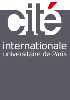 cité
internationale
universitaire de Paris